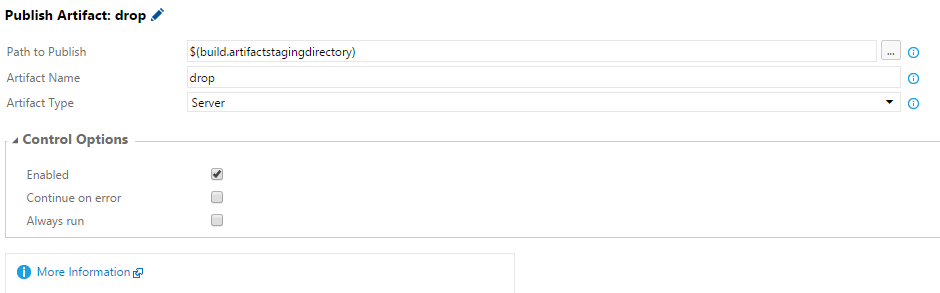 Publish Artifact: drop
Path to Publish $(build.artifactstagingdirectory) ...
Artifact Name drop
Artifact Type Server
Control Options
Enabled
Continue on error
Always run
More Information